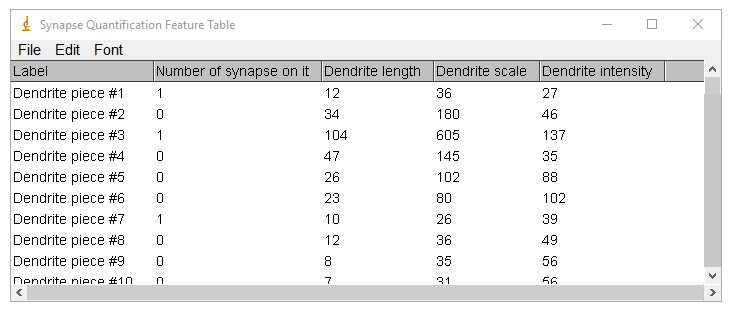 Synapse Quantification Feature Table
File Edit Font
Label Number of synapse on it Dendrite length Dendrite scale Dendrite intensity
Dendrite piece #1 1 12 36 27
Dendrite piece #2 0 34 180 46
Dendrite piece #3 1 104 605 137
Dendrite piece #4 0 47 145 35
Dendrite piece #5 0 26 102 88
Dendrite piece #6 0 23 80 102
Dendrite piece #7 1 10 26 39
Dendrite piece #8 0 12 36 49
Dendrite piece #9 0 8 35 56
Dendrite piece #10 0 7 31 56